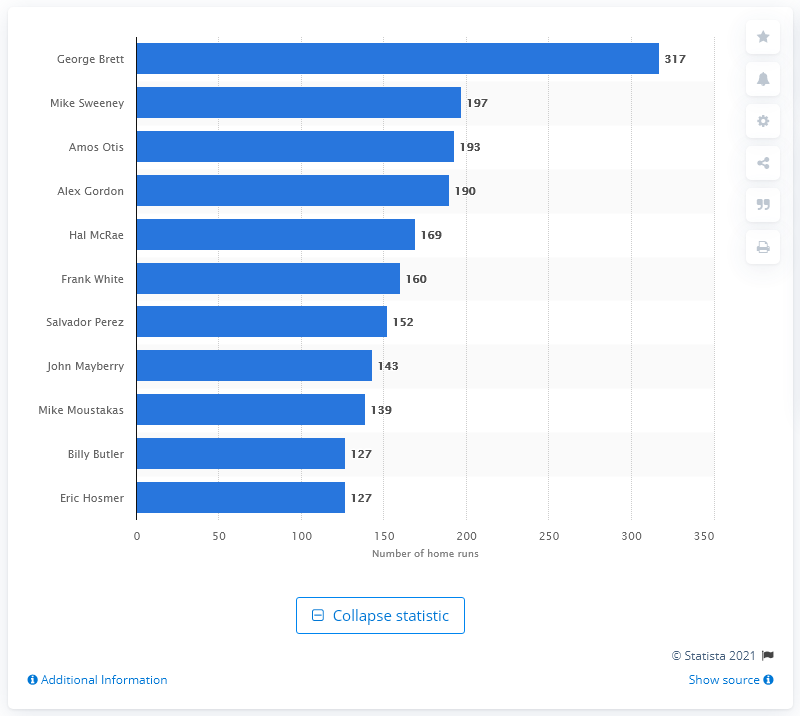 George Brett 317
Mike Sweeney 197
Amos Otis 193
Alex Gordon 190
Hal McRae 169
Frank White 160
Salvador Perez 152
John Mayberry 143
Mike Moustakas 139
Billy Butler 127
Eric Hosmer 127
0 50 100 150 200 250 300 350
Number of home runs
Collapse statistic
© Statista 2021
Additional Information Show source